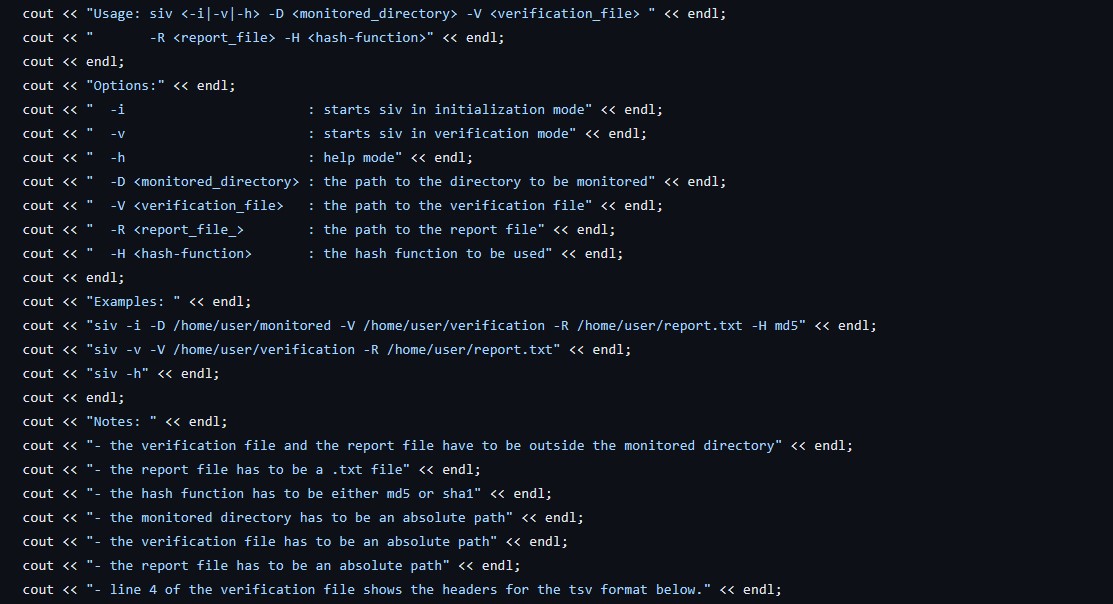 cout << "Usage: siv <-i|-v|-h> -D <monitored_directory> -V <verification_file> " << endl;
cout << "       -R <report_file> -H <hash-function>" << endl;
cout << endl;
cout << "Options:" << endl;
cout << "  -i                       : starts siv in initialization mode" << endl;
cout << "  -v                       : starts siv in verification mode" << endl;
cout << "  -h                       : help mode" << endl;
cout << "  -D <monitored_directory> : the path to the directory to be monitored" << endl;
cout << "  -V <verification_file>   : the path to the verification file" << endl;
cout << "  -R <report_file_>        : the path to the report file" << endl;
cout << "  -H <hash-function>       : the hash function to be used" << endl;
cout << endl;
cout << "Examples: " << endl;
cout << "siv -i -D /home/user/monitored -V /home/user/verification -R /home/user/report.txt -H md5" << endl;
cout << "siv -v -V /home/user/verification -R /home/user/report.txt" << endl;
cout << "siv -h" << endl;
cout << endl;
cout << "Notes: " << endl;
cout << "- the verification file and the report file have to be outside the monitored directory" << endl;
cout << "- the report file has to be a .txt file" << endl;
cout << "- the hash function has to be either md5 or sha1" << endl;
cout << "- the monitored directory has to be an absolute path" << endl;
cout << "- the verification file has to be an absolute path" << endl;
cout << "- the report file has to be an absolute path" << endl;
cout << "- line 4 of the verification file shows the headers for the tsv format below." << endl;